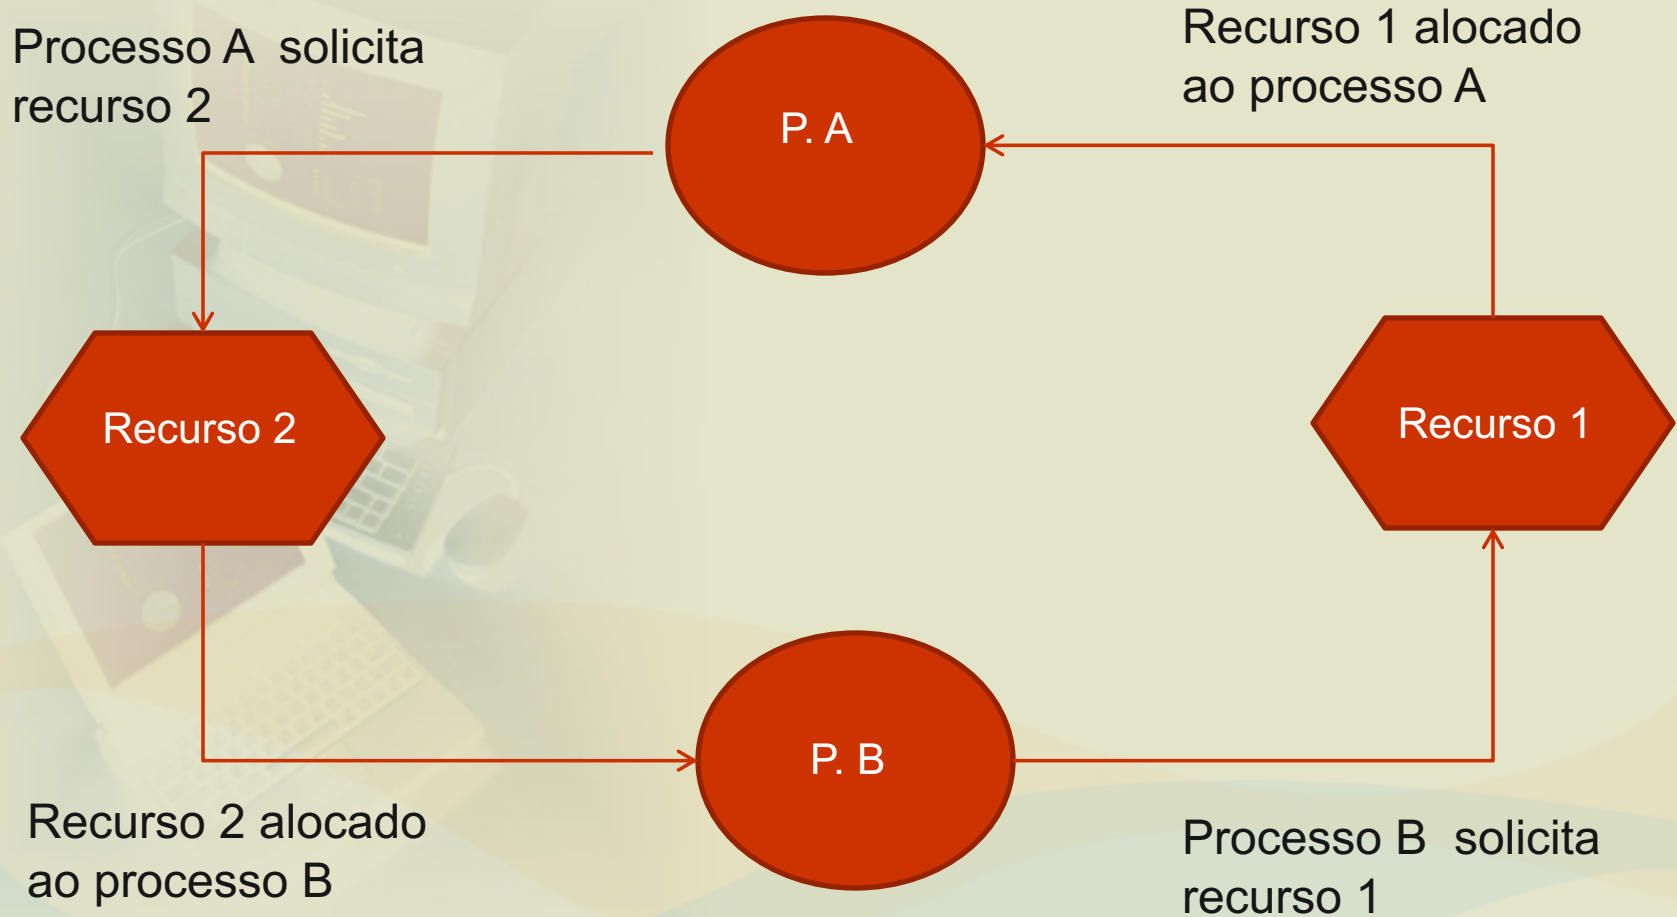 Processo A  solicita
recurso 2
Recurso 1 alocado
ao processo A
P. A
Recurso 2
Recurso 1
P. B
Recurso 2 alocado
ao processo B
Processo B  solicita
recurso 1